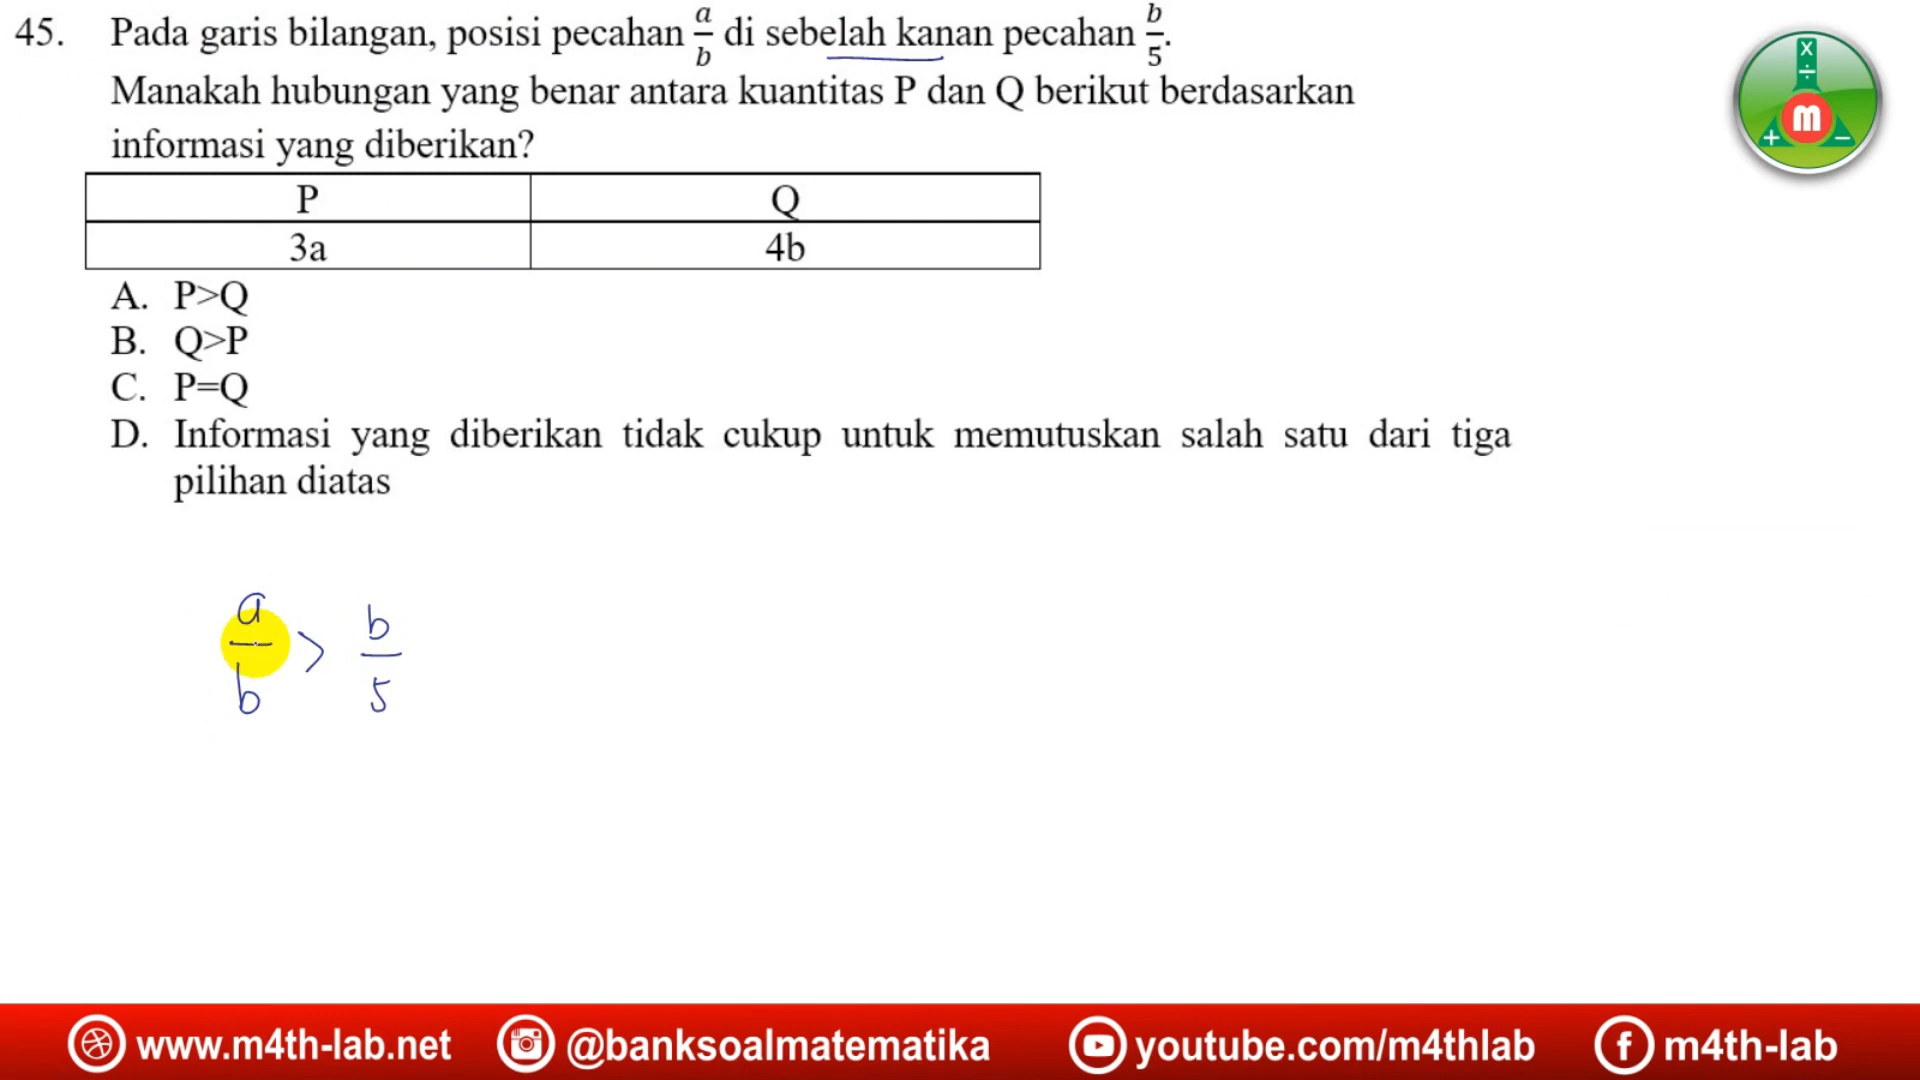 45. Pada garis bilangan, posisi pecahan a/b di sebelah kanan pecahan b/5.
Manakah hubungan yang benar antara kuantitas P dan Q berikut berdasarkan
informasi yang diberikan?
P Q
3a 4b
A. P>Q
B. Q>P
C. P=Q
D. Informasi yang diberikan tidak cukup untuk memutuskan salah satu dari tiga
pilihan diatas
a/b > b/5
x ÷ m + −
www.m4th-lab.net @banksoalmatematika youtube.com/m4thlab f m4th-lab